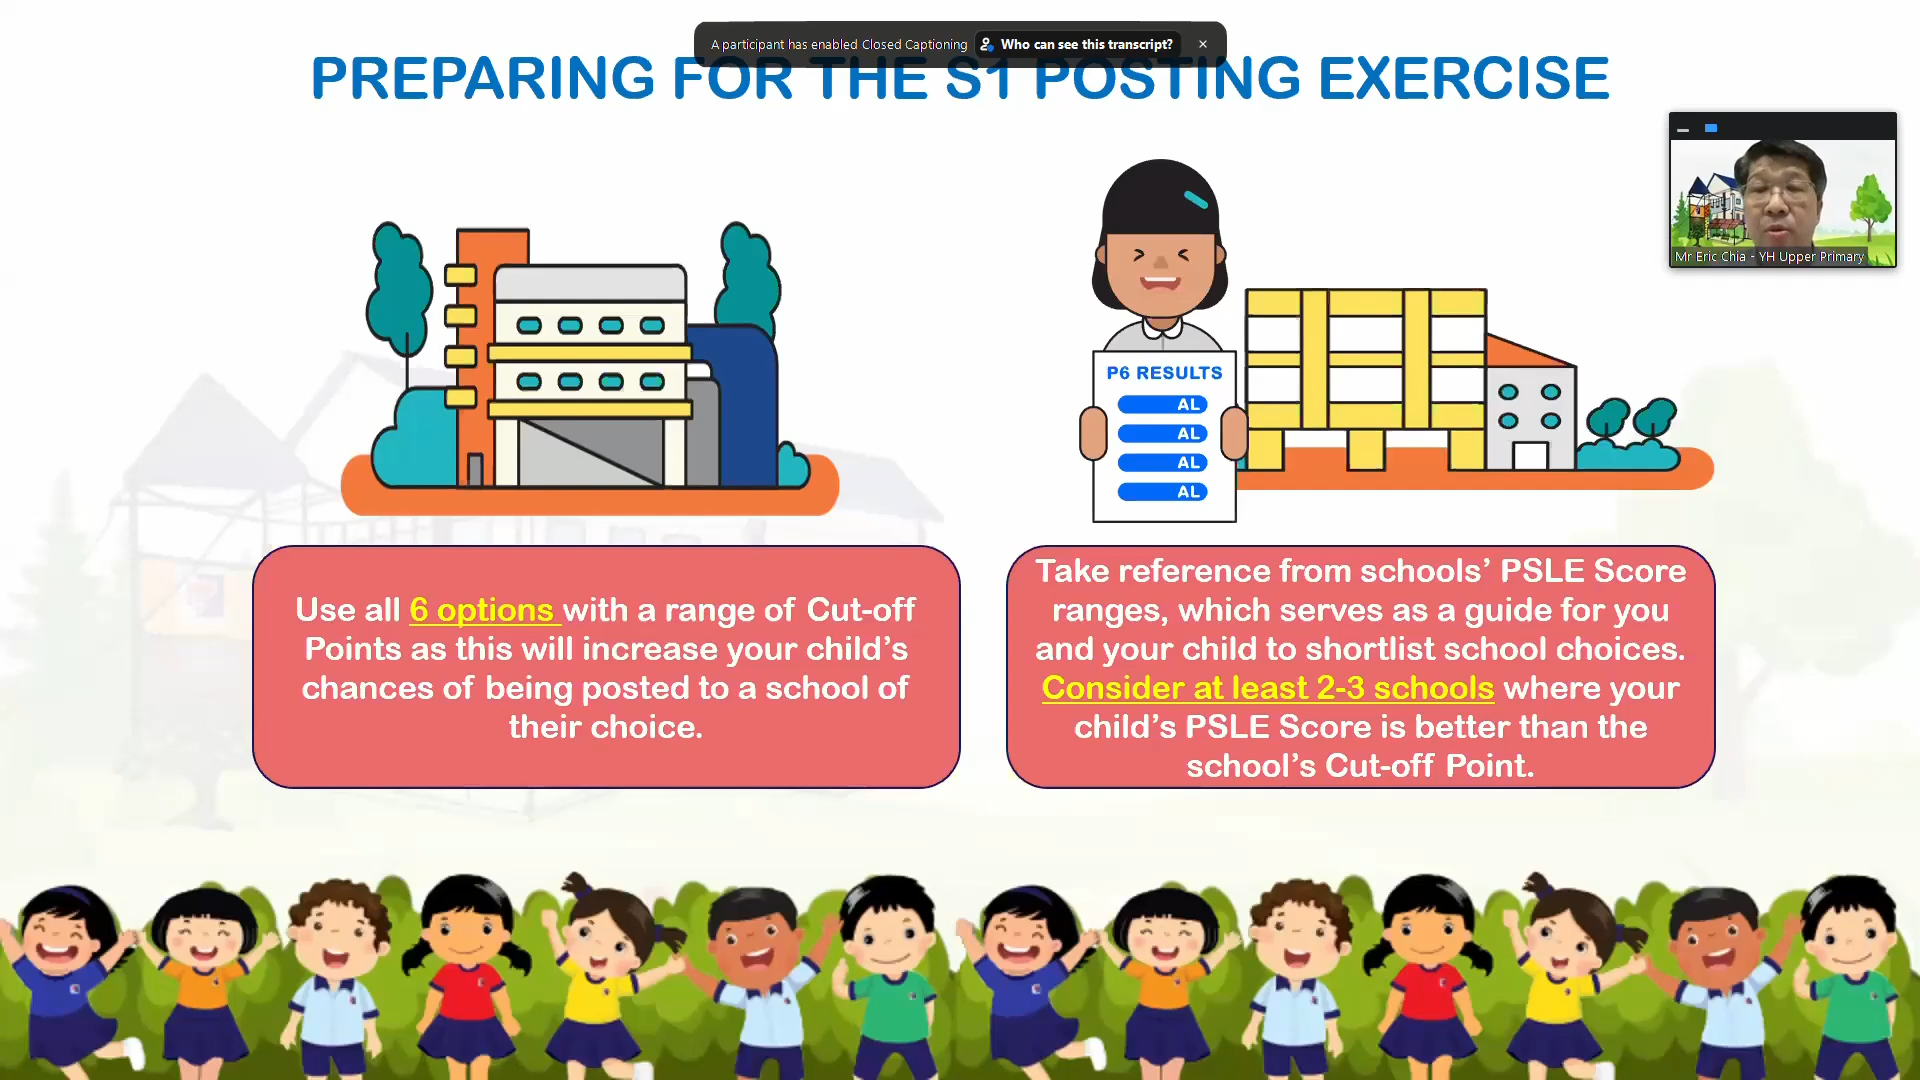 A participant has enabled Closed Captioning
Who can see this transcript?
PREPARING FOR THE S1 POSTING EXERCISE
Mr Eric Chia - YH Upper Primary
P6 RESULTS
AL
AL
AL
AL
Use all 6 options with a range of Cut-off
Points as this will increase your child's
chances of being posted to a school of
their choice.
Take reference from schools' PSLE Score
ranges, which serves as a guide for you
and your child to shortlist school choices.
Consider at least 2-3 schools where your
child's PSLE Score is better than the
school's Cut-off Point.